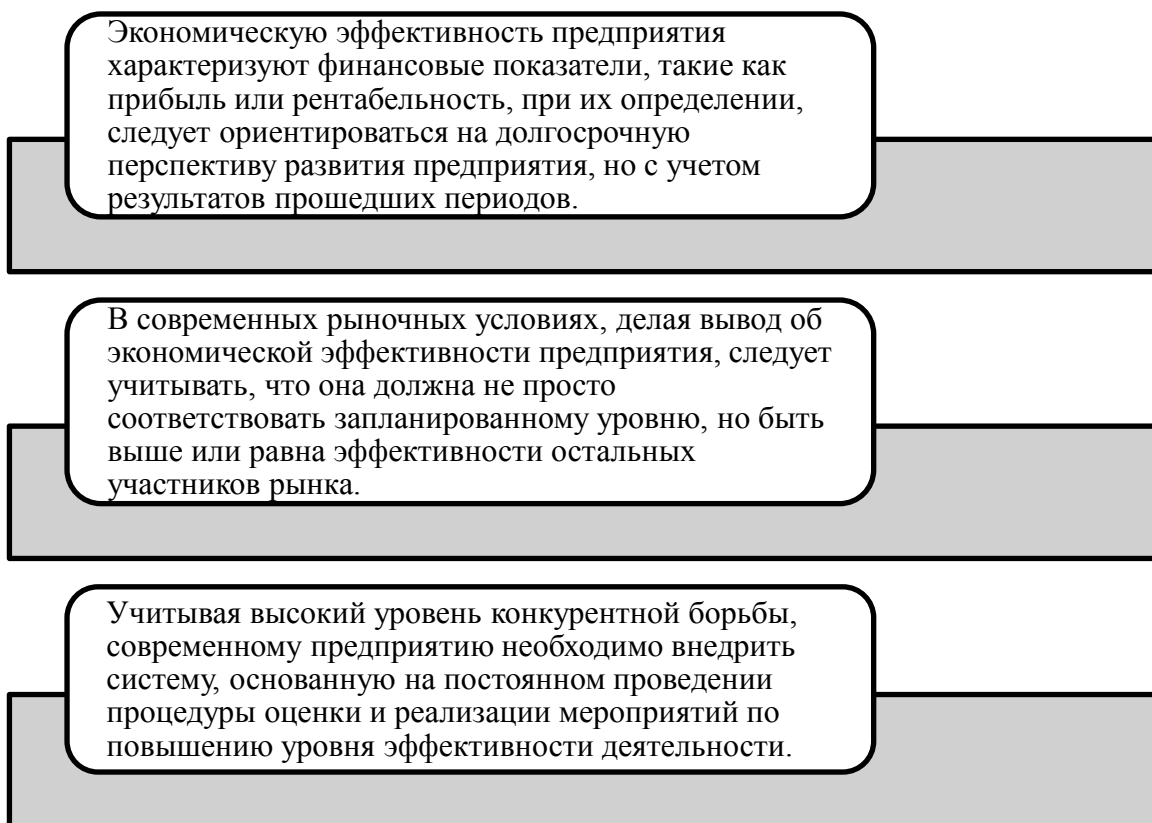 Экономическую эффективность предприятия
характеризуют финансовые показатели, такие как
прибыль или рентабельность, при их определении,
следует ориентироваться на долгосрочную
перспективу развития предприятия, но с учетом
результатов прошедших периодов.
В современных рыночных условиях, делая вывод об
экономической эффективности предприятия, следует
учитывать, что она должна не просто
соответствовать запланированному уровню, но быть
выше или равна эффективности остальных
участников рынка.
Учитывая высокий уровень конкурентной борьбы,
современному предприятию необходимо внедрить
систему, основанную на постоянном проведении
процедуры оценки и реализации мероприятий по
повышению уровня эффективности деятельности.